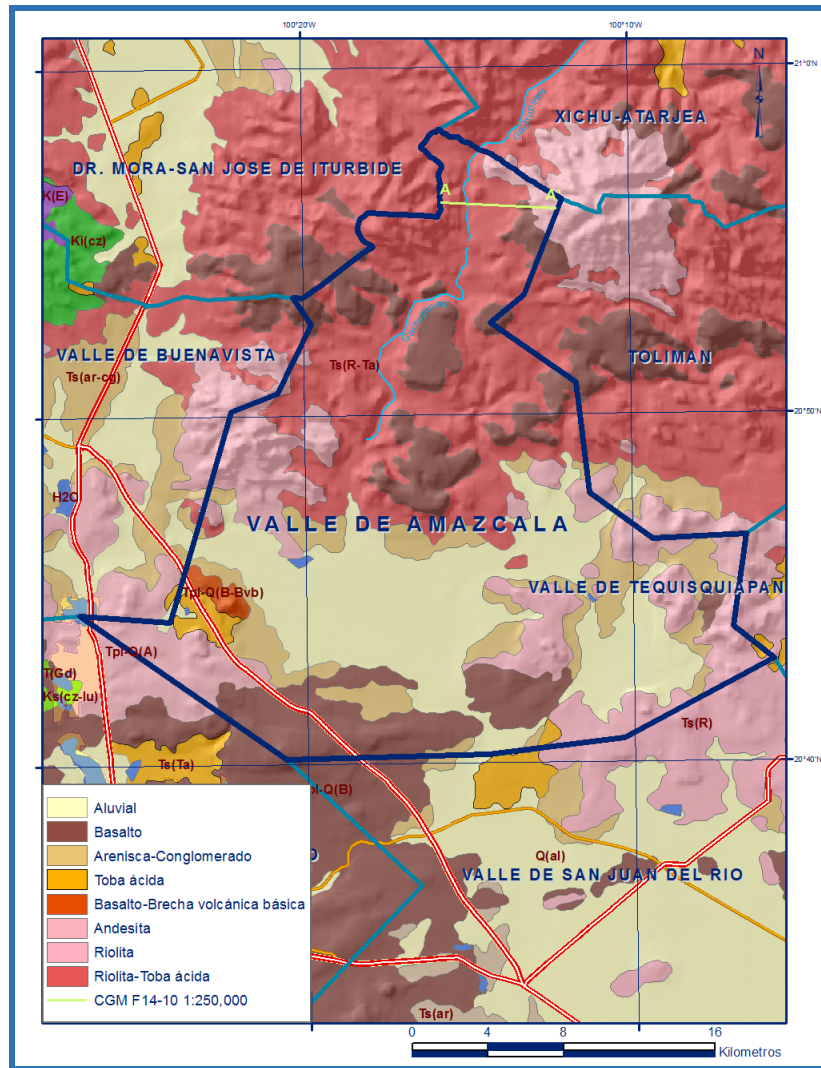 100°20'W
100°10'W
N
21°0'N
XICHU-ATARJEA
DR. MORA-SAN JOSE DE ITURBIDE
A
A
K(E)
Ki(cz)
VALLE DE BUENAVISTA
TOLIMAN
Ts(R-Ta)
Ts(ar-cg)
20°50'N
H2O
VALLE DE AMAZCALA
VALLE DE TEQUISQUIAPAN
Tpl-Q(B-Bvb)
Tpl-Q(A)
T(Gd)
Ks(cz-lu)
Ts(R)
Ts(Ta)
20°40'N
pl-Q(B)
O
Q(al)
VALLE DE SAN JUAN DEL RIO
Ts(ar)
Aluvial
Basalto
Arenisca-Conglomerado
Toba ácida
Basalto-Brecha volcánica básica
Andesita
Riolita
Riolita-Toba ácida
CGM F14-10 1:250,000
0 4 8 16
Kilometros